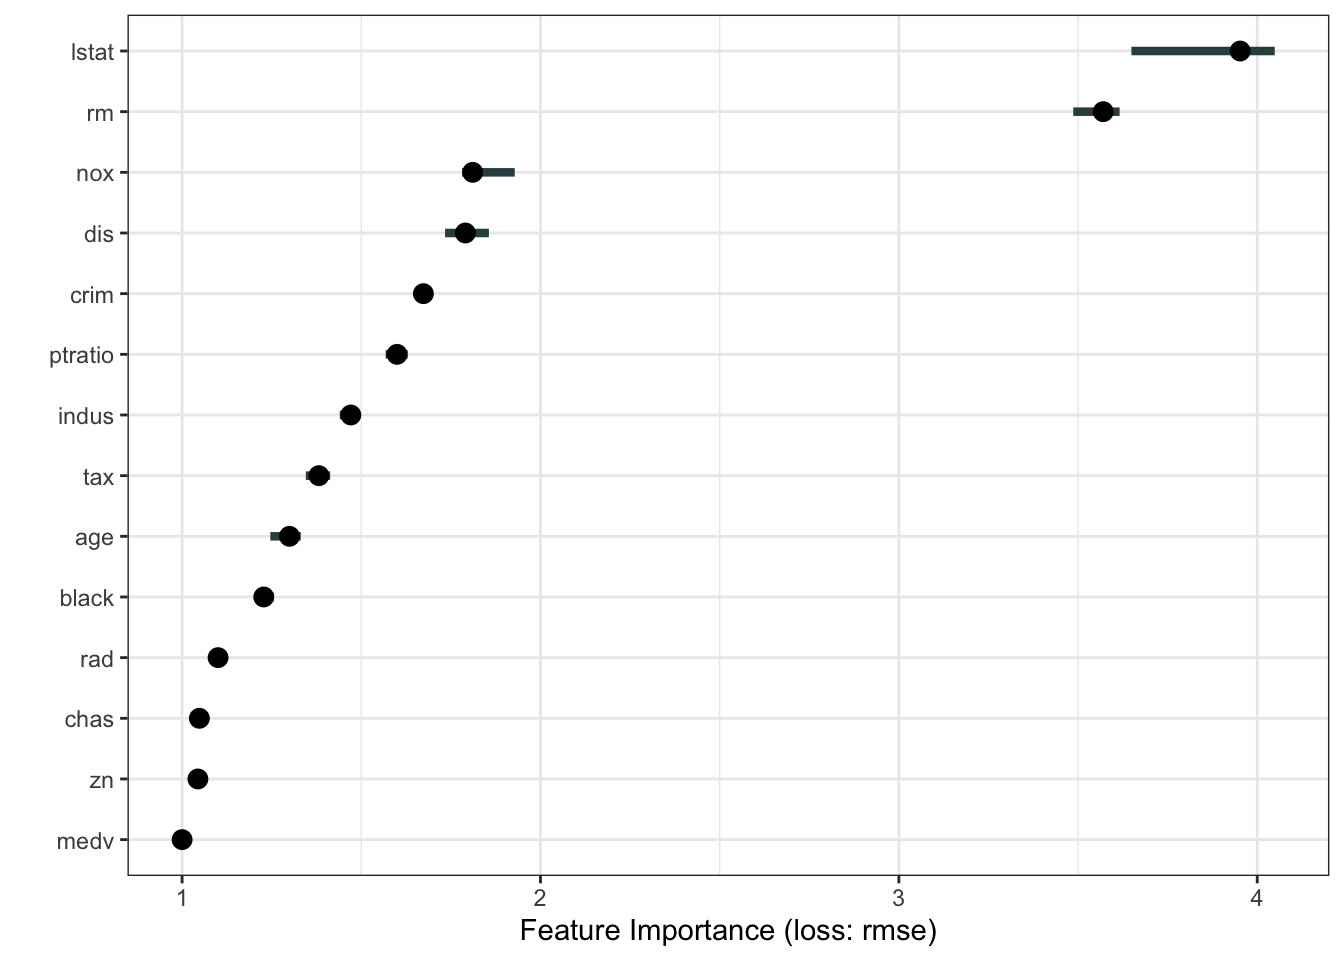 lstat
rm
nox
dis
crim
ptratio
indus
tax
age
black
rad
chas
zn
medv
1 2 3 4
Feature Importance (loss: rmse)